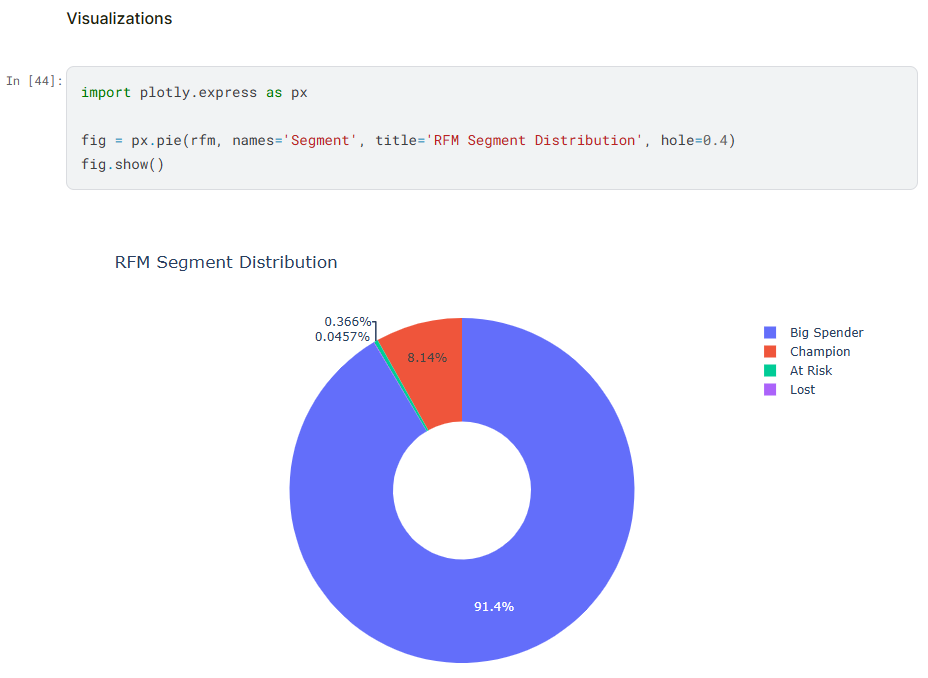 Visualizations
In [44]:
import plotly.express as px
fig = px.pie(rfm, names='Segment', title='RFM Segment Distribution', hole=0.4)
fig.show()
RFM Segment Distribution
0.366%
0.0457%
8.14%
91.4%
Big Spender
Champion
At Risk
Lost